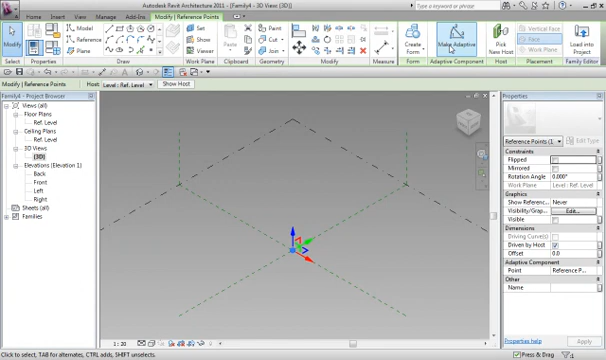 Autodesk Revit Architecture 2011 - Family4 - 3D View: {3D}
Type a keyword or phrase
Home Insert View Manage Add-Ins Modify | Reference Points
Modify
Model
Reference
Plane
Set
Show
Viewer
Paste
Cut
Join
Create Form
Make Adaptive
Pick New Host
Vertical Face
Face
Work Plane
Load into Project
Select
Properties
Draw
Work Plane
Clipboard
Geometry
Modify
Measure
Form
Adaptive Component
Host
Placement
Family Editor
Modify | Reference Points Host: Level : Ref. Level Show Host
Family4 - Project Browser
Views (all)
Floor Plans
Ref. Level
Ceiling Plans
Ref. Level
3D Views
{3D}
Elevations (Elevation 1)
Back
Front
Left
Right
Sheets (all)
Families
Properties
Reference Points (1
Edit Type
Constraints
Flipped
Mirrored
Rotation Angle 0.000°
Work Plane Level : Ref. Level
Graphics
Show Referenc... Never
Visibility/Grap... Edit...
Visible
Dimensions
Driving Curve(s)
Driven by Host
Offset 0.0
Adaptive Component
Point Reference P...
Other
Name
Properties help Apply
1 : 20
Click to select, TAB for alternates, CTRL adds, SHIFT unselects.
Press & Drag
:1